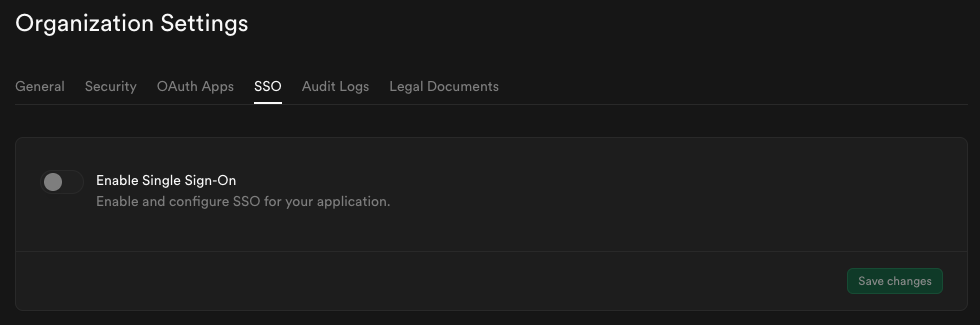 Organization Settings
General Security OAuth Apps SSO Audit Logs Legal Documents
Enable Single Sign-On
Enable and configure SSO for your application.
Save changes